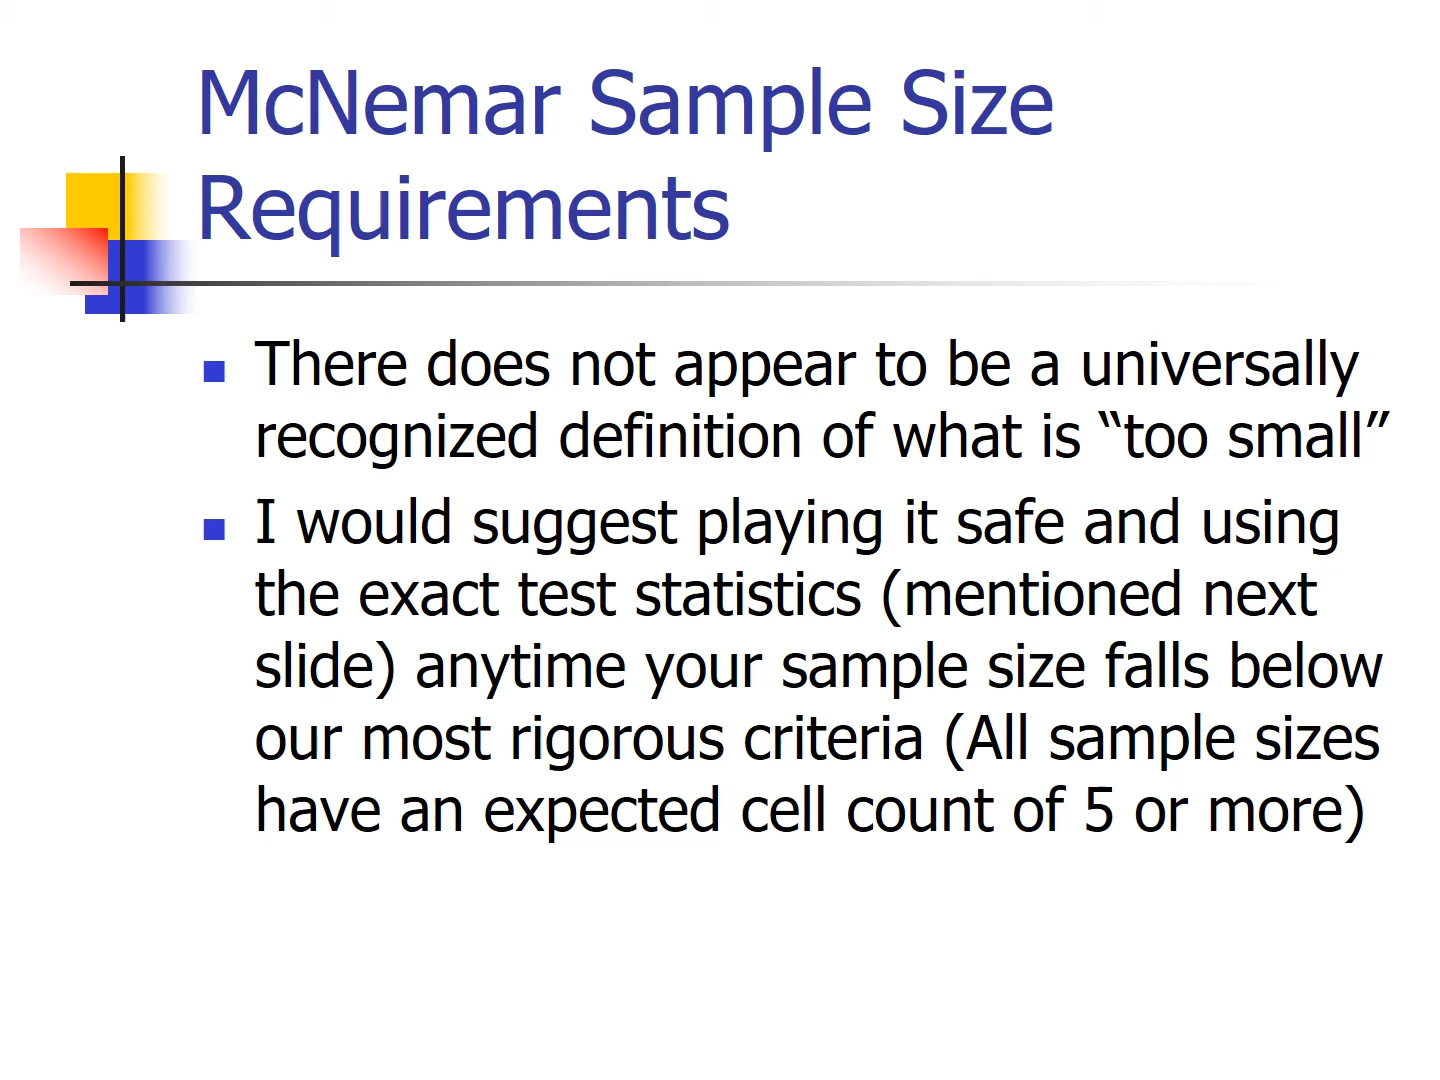 McNemar Sample Size
Requirements
There does not appear to be a universally
recognized definition of what is “too small”
I would suggest playing it safe and using
the exact test statistics (mentioned next
slide) anytime your sample size falls below
our most rigorous criteria (All sample sizes
have an expected cell count of 5 or more)